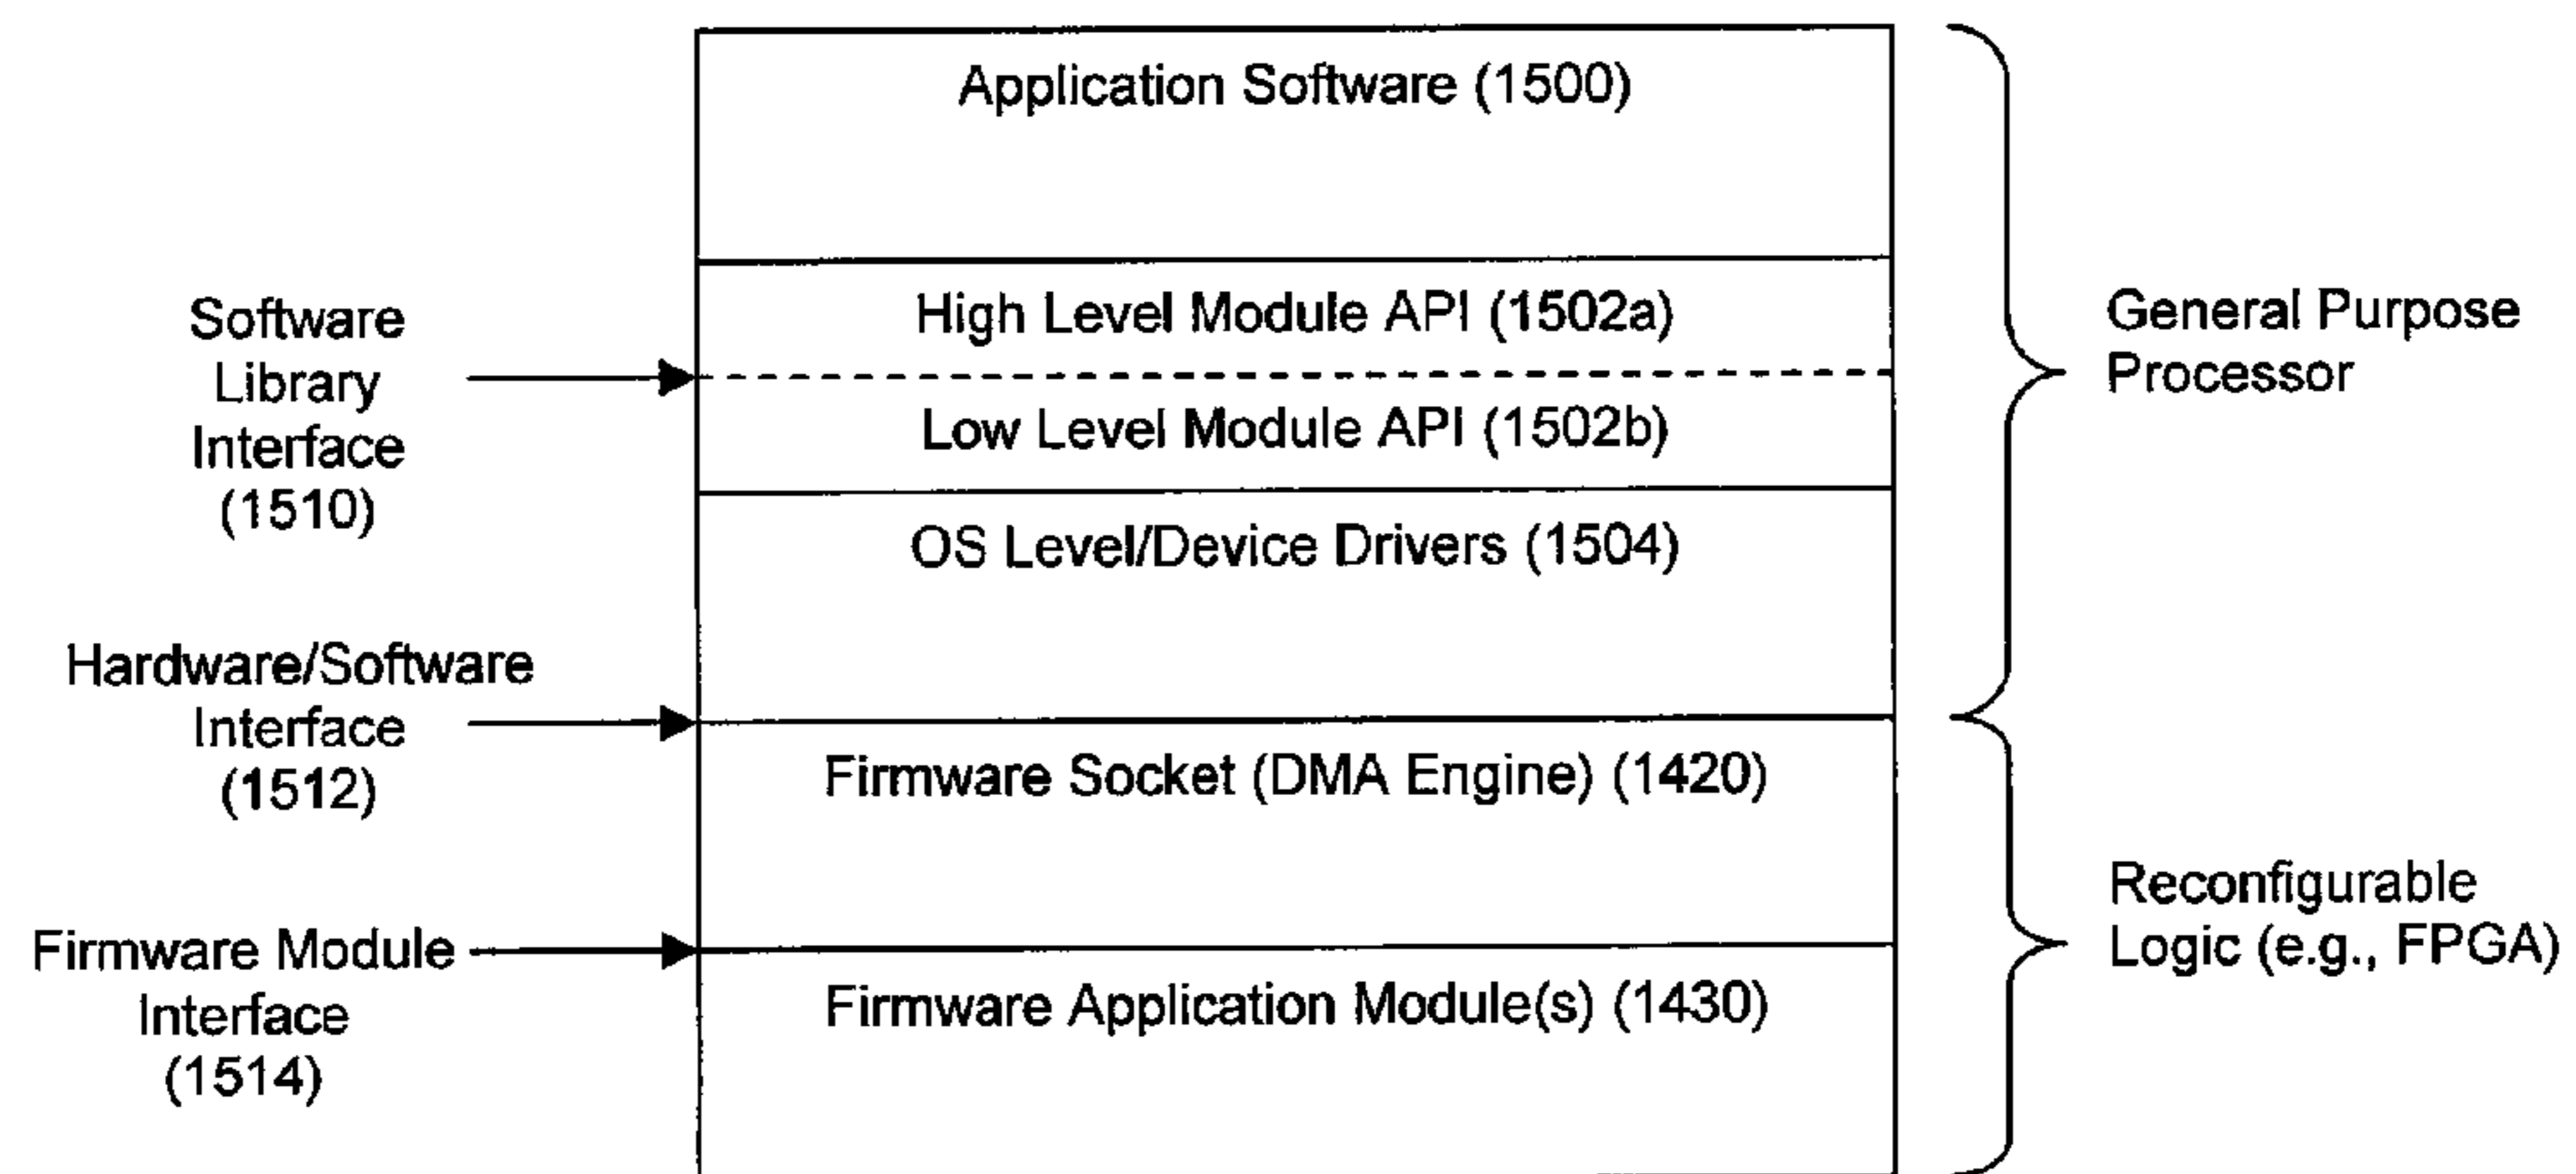 Application Software (1500)
High Level Module API (1502a)
Low Level Module API (1502b)
OS Level/Device Drivers (1504)
Firmware Socket (DMA Engine) (1420)
Firmware Application Module(s) (1430)
Software
Library
Interface
(1510)
Hardware/Software
Interface
(1512)
Firmware Module
Interface
(1514)
General Purpose
Processor
Reconfigurable
Logic (e.g., FPGA)